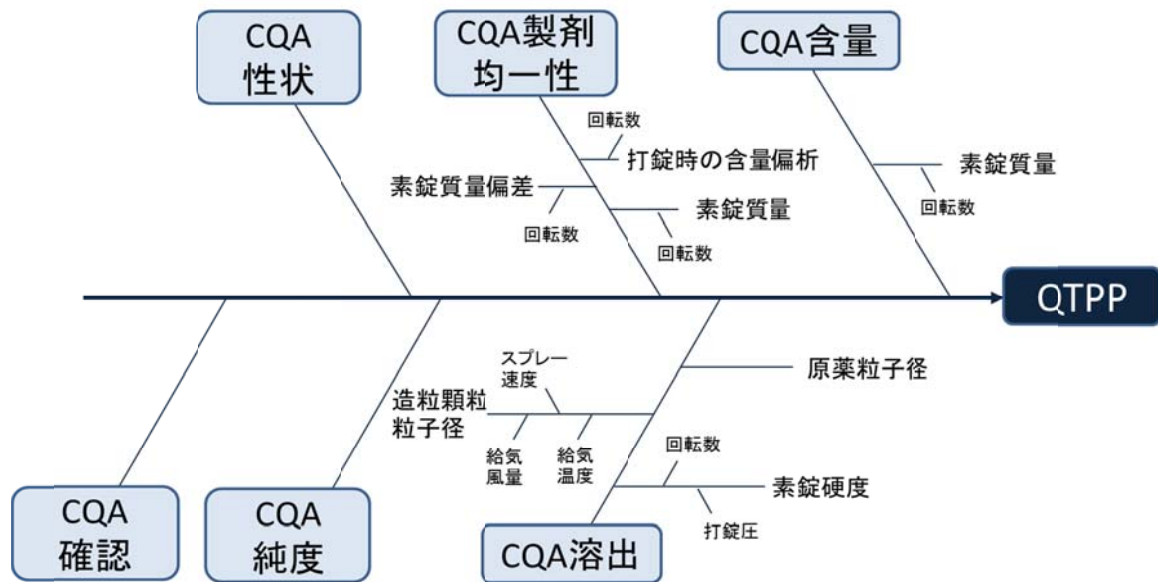 CQA
性状
CQA製剤
均一性
CQA含量
回転数
打錠時の含量偏析
素錠質量偏差
回転数
素錠質量
回転数
素錠質量
回転数
QTPP
スプレー
速度
造粒顆粒
粒子径
給気
風量
給気
温度
原薬粒子径
回転数
素錠硬度
打錠圧
CQA
確認
CQA
純度
CQA溶出